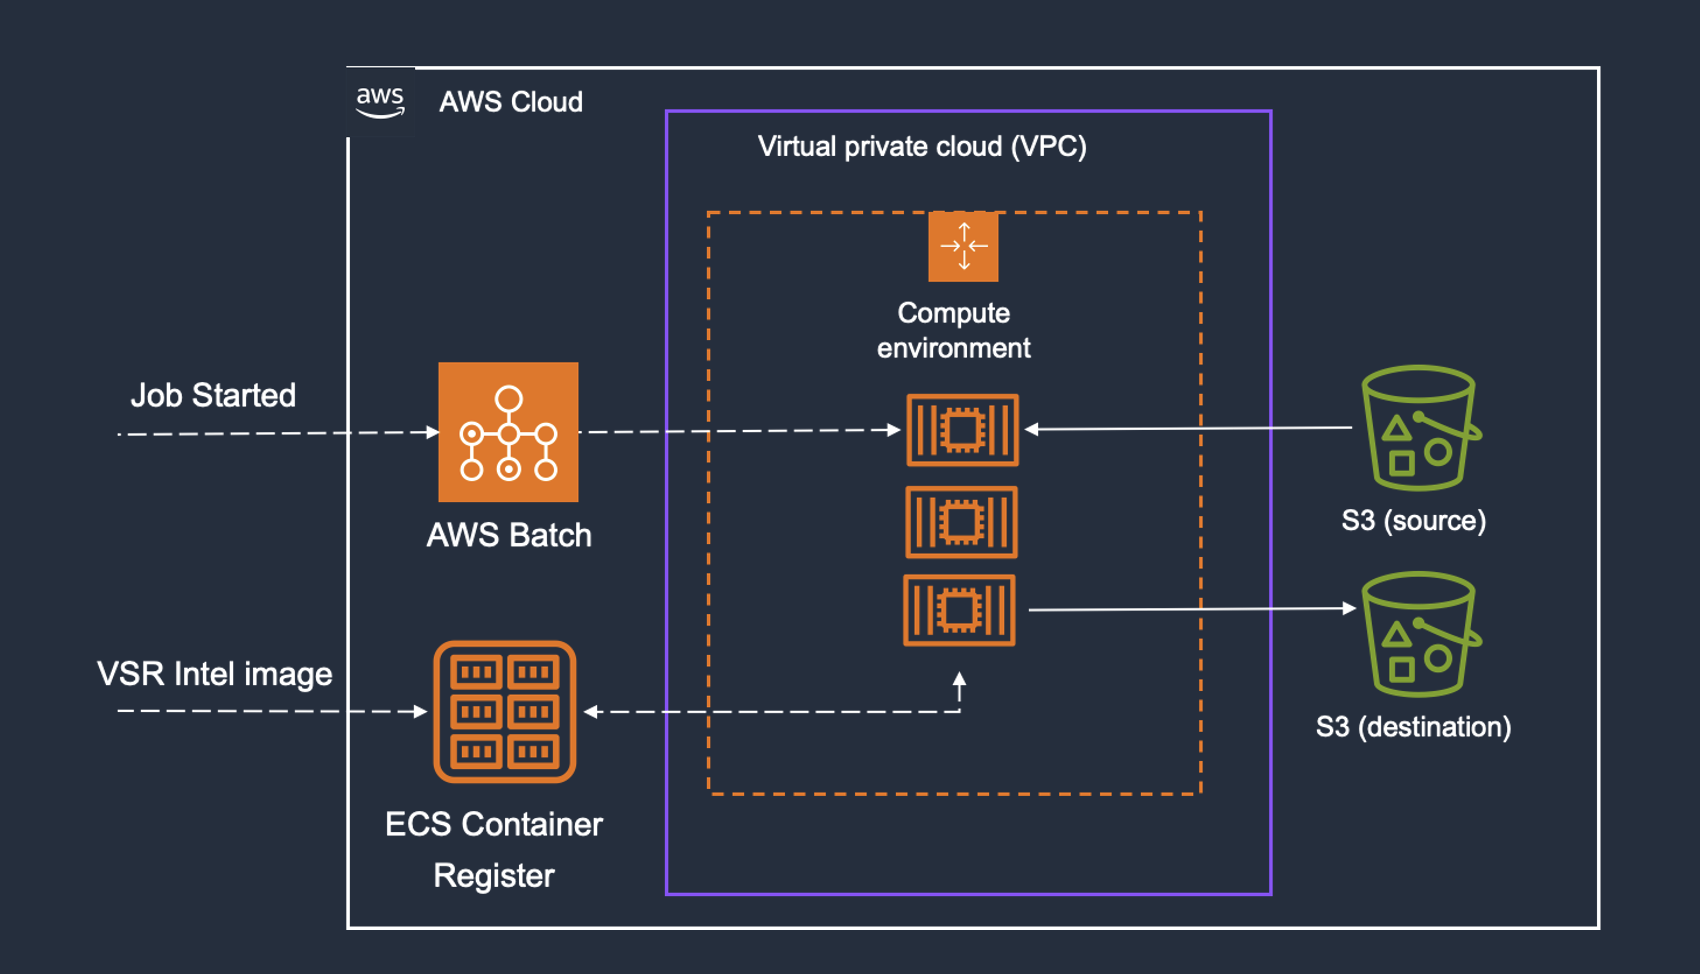 aws
AWS Cloud
Virtual private cloud (VPC)
Compute
environment
Job Started
AWS Batch
S3 (source)
VSR Intel image
S3 (destination)
ECS Container
Register